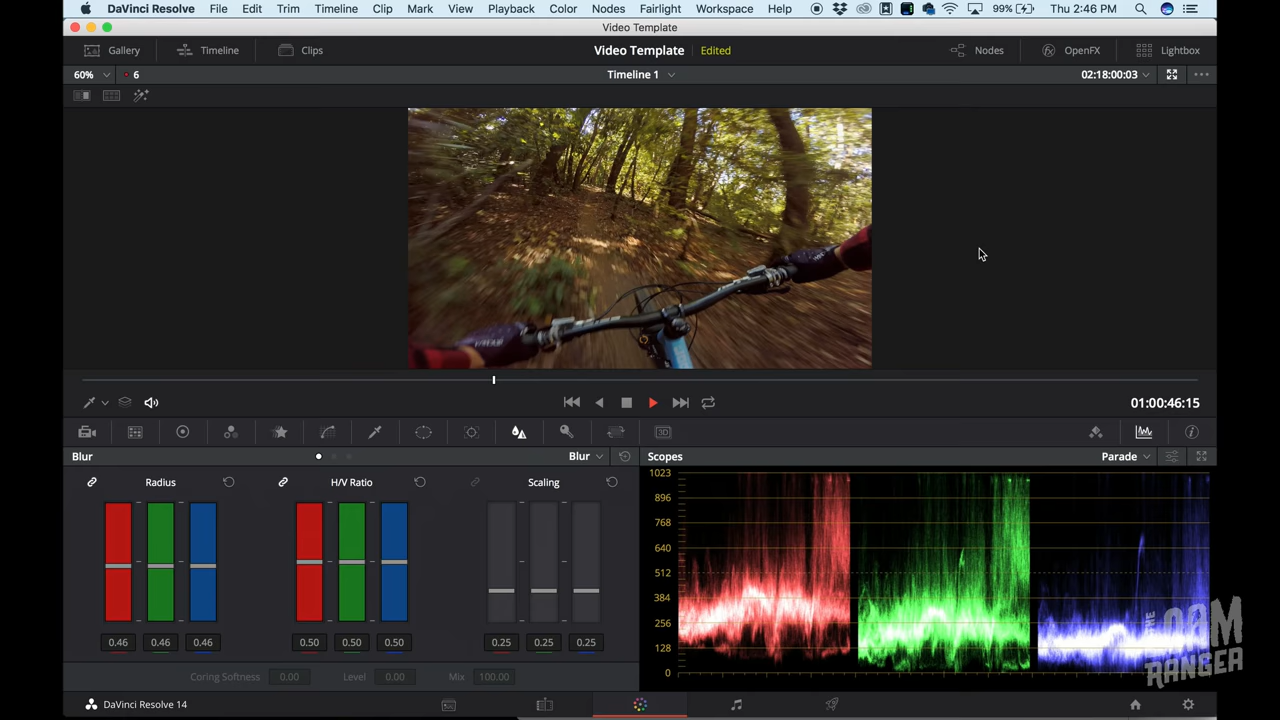 DaVinci Resolve File Edit Trim Timeline Clip Mark View Playback Color Nodes Fairlight Workspace Help 99% Thu 2:46 PM
Video Template
Gallery Timeline Clips Video Template Edited Nodes OpenFX Lightbox
60% 6 Timeline 1 02:18:00:03
01:00:46:15
3D
Blur Blur Scopes Parade
Radius H/V Ratio Scaling
1023
896
768
640
512
384
256
128
0
0.46 0.46 0.46 0.50 0.50 0.50 0.25 0.25 0.25
Coring Softness 0.00 Level 0.00 Mix 100.00
THE
CAM
RANGER
DaVinci Resolve 14